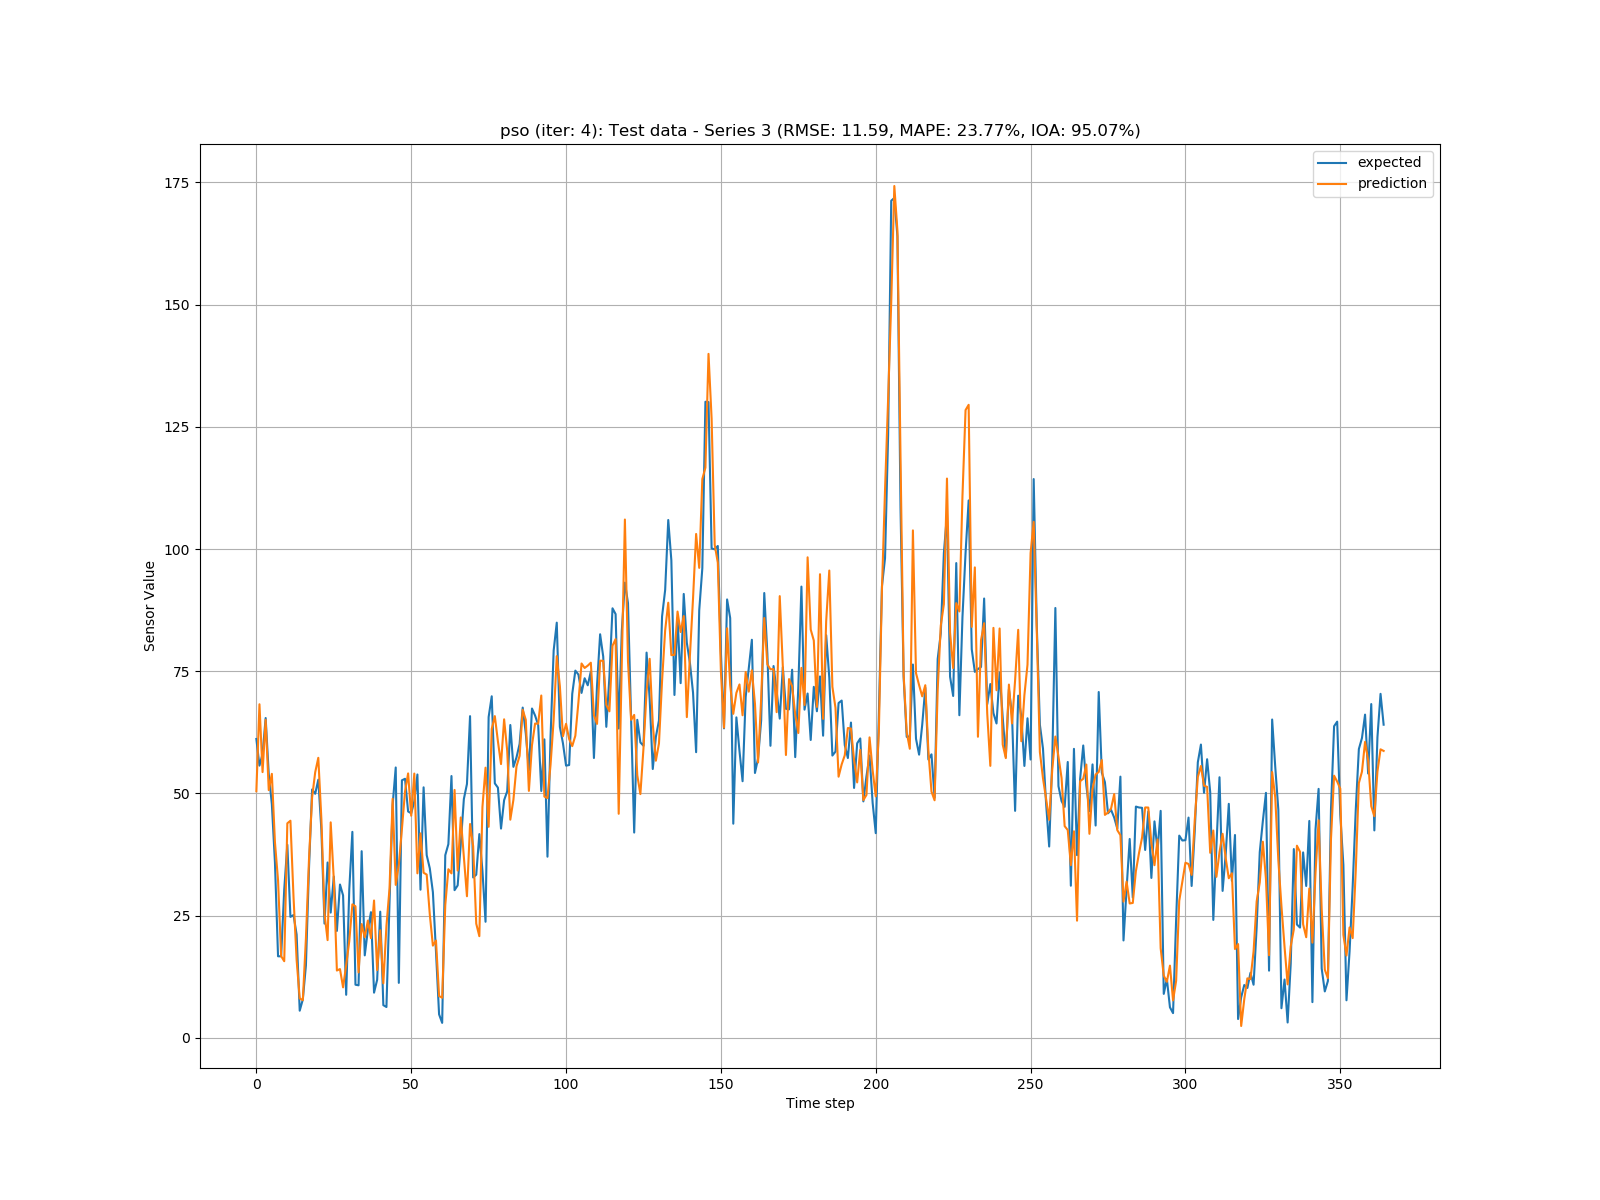 pso (iter: 4): Test data - Series 3 (RMSE: 11.59, MAPE: 23.77%, IOA: 95.07%)
expected
prediction
175
150
125
100
75
50
25
0
Sensor Value
0 50 100 150 200 250 300 350
Time step